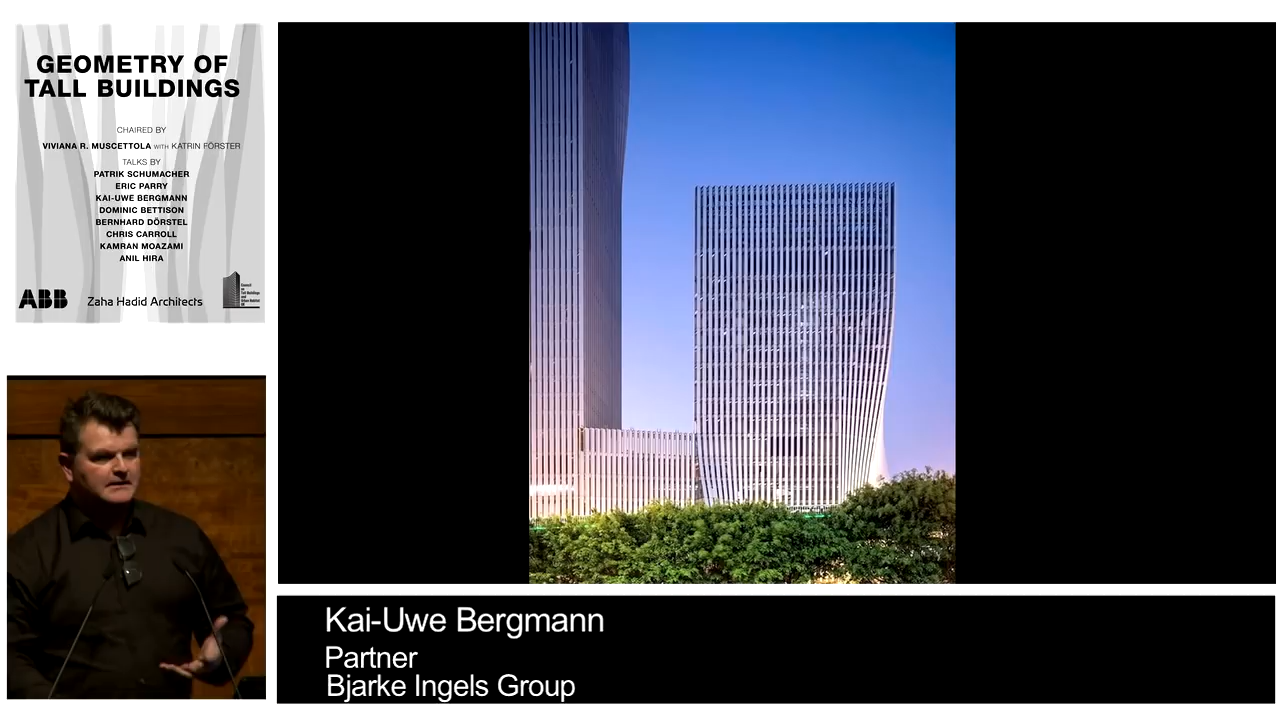 GEOMETRY OF
TALL BUILDINGS
CHAIRED BY
VIVIANA R. MUSCETTOLA WITH KATRIN FÖRSTER
TALKS BY
PATRIK SCHUMACHER
ERIC PARRY
KAI-UWE BERGMANN
DOMINIC BETTISON
BERNHARD DÖRSTEL
CHRIS CARROLL
KAMRAN MOAZAMI
ANIL HIRA
ABB
Zaha Hadid Architects
Kai-Uwe Bergmann
Partner
Bjarke Ingels Group